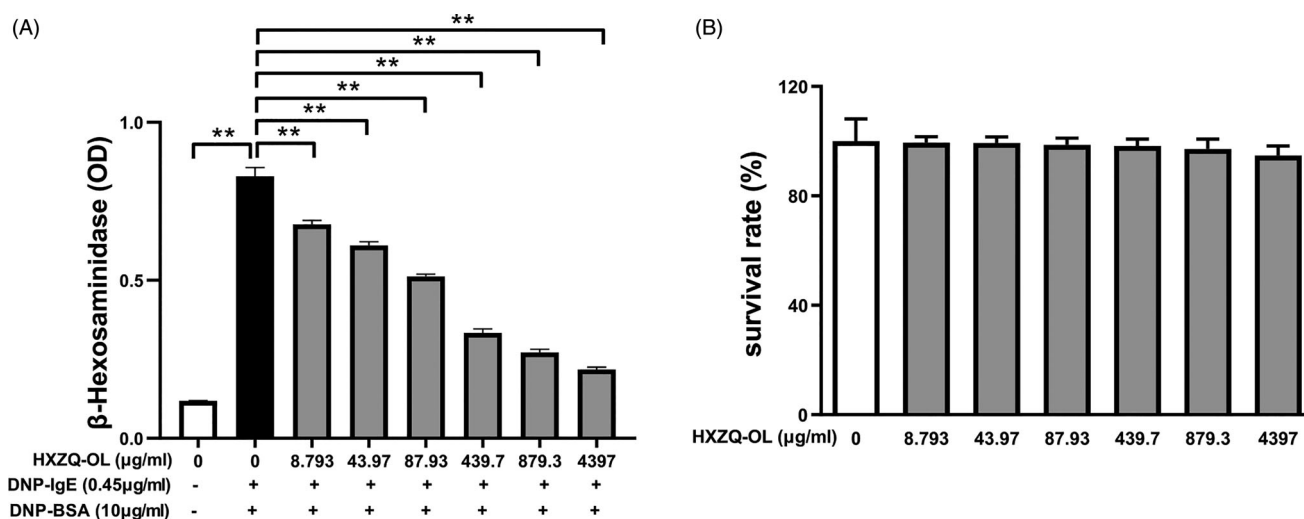 (A)
** 
**
**
**
**
** **
β-Hexosaminidase (OD)
1.0
0.5
0.0
HXZQ-OL (μg/ml) 0 0 8.793 43.97 87.93 439.7 879.3 4397
DNP-IgE (0.45μg/ml) - + + + + + + +
DNP-BSA (10μg/ml) - + + + + + + +
(B)
survival rate (%)
120
80
40
0
HXZQ-OL (μg/ml) 0 8.793 43.97 87.93 439.7 879.3 4397